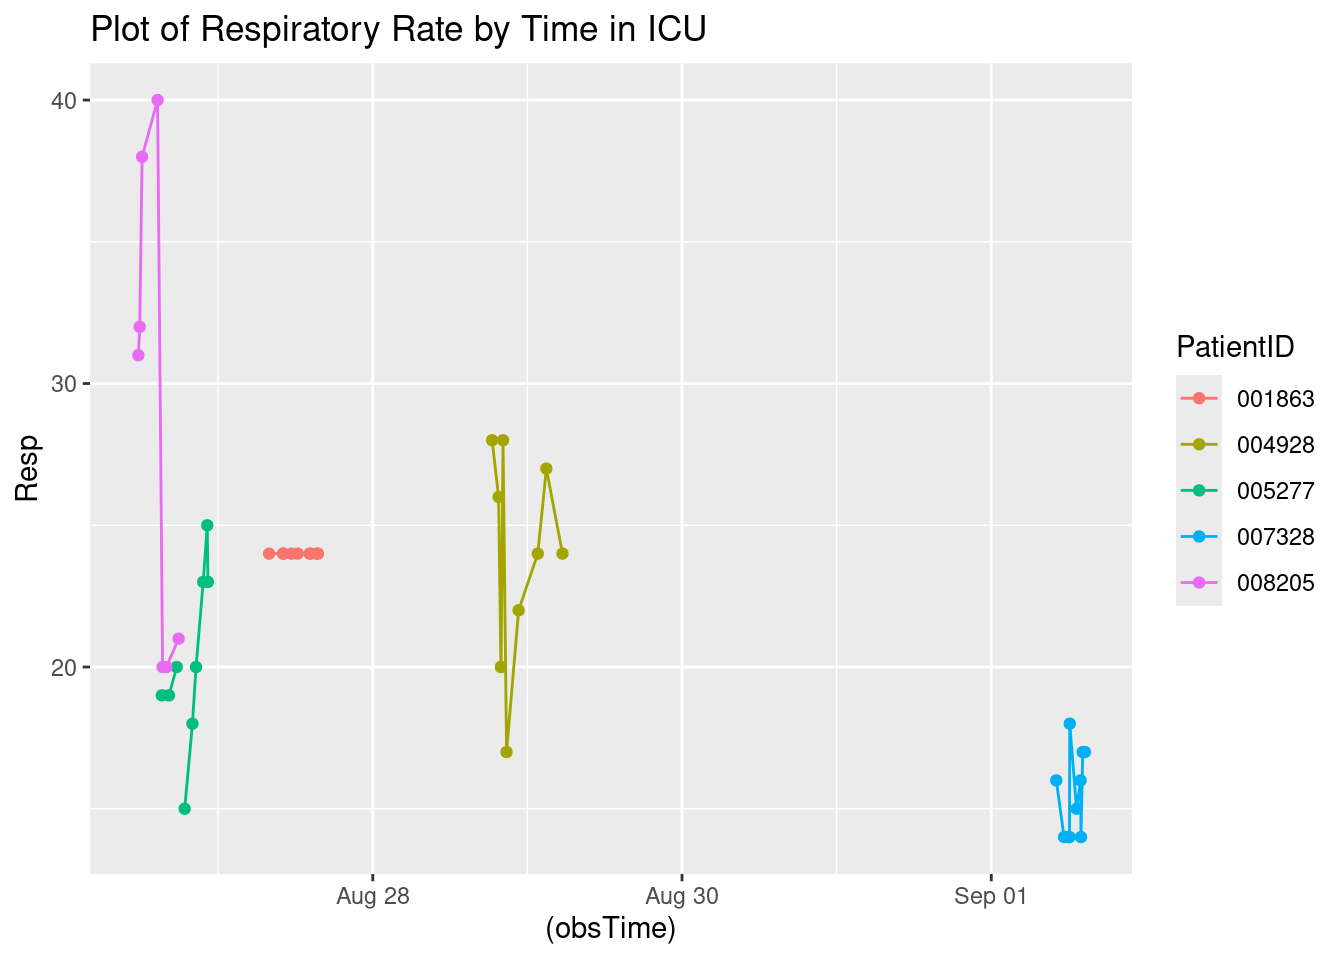 Plot of Respiratory Rate by Time in ICU
40
30
20
Resp
Aug 28
Aug 30
Sep 01
(obsTime)
PatientID
001863
004928
005277
007328
008205